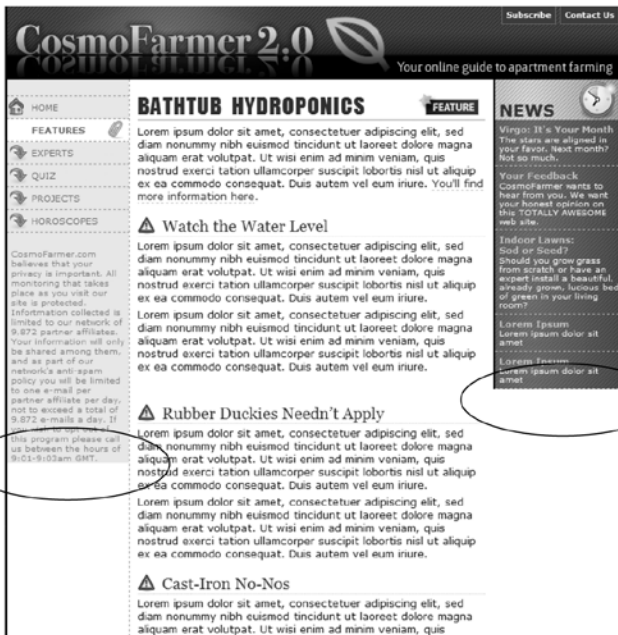 Subscribe
Contact Us
CosmoFarmer 2.0
Your online guide to apartment farming
HOME
FEATURES
EXPERTS
QUIZ
PROJECTS
HOROSCOPES
CosmoFarmer.com
believes that your
privacy is important. All
monitoring that takes
place as you visit our
site is protected.
Information collected is
limited to our network of
9,872 partner affiliates.
Your information will only
be shared among them,
and as part of our
network's anti-spam
policy you will be limited
to one e-mail per
partner affiliate per day,
not to exceed a total of
9,872 e-mails a day. If
you wish to opt out of
this program please call
us between the hours of
9:01-9:03am GMT.
BATHTUB HYDROPONICS
FEATURE
Lorem ipsum dolor sit amet, consectetuer adipiscing elit, sed
diam nonummy nibh euismod tincidunt ut laoreet dolore magna
aliquam erat volutpat. Ut wisi enim ad minim veniam, quis
nostrud exerci tation ullamcorper suscipit lobortis nisl ut aliquip
ex ea commodo consequat. Duis autem vel eum iriure. You'll find
more information here.
Watch the Water Level
Lorem ipsum dolor sit amet, consectetuer adipiscing elit, sed
diam nonummy nibh euismod tincidunt ut laoreet dolore magna
aliquam erat volutpat. Ut wisi enim ad minim veniam, quis
nostrud exerci tation ullamcorper suscipit lobortis nisl ut aliquip
ex ea commodo consequat. Duis autem vel eum iriure.
Lorem ipsum dolor sit amet, consectetuer adipiscing elit, sed
diam nonummy nibh euismod tincidunt ut laoreet dolore magna
aliquam erat volutpat. Ut wisi enim ad minim veniam, quis
nostrud exerci tation ullamcorper suscipit lobortis nisl ut aliquip
ex ea commodo consequat. Duis autem vel eum iriure.
Rubber Duckies Needn't Apply
Lorem ipsum dolor sit amet, consectetuer adipiscing elit, sed
diam nonummy nibh euismod tincidunt ut laoreet dolore magna
aliquam erat volutpat. Ut wisi enim ad minim veniam, quis
nostrud exerci tation ullamcorper suscipit lobortis nisl ut aliquip
ex ea commodo consequat. Duis autem vel eum iriure.
Lorem ipsum dolor sit amet, consectetuer adipiscing elit, sed
diam nonummy nibh euismod tincidunt ut laoreet dolore magna
aliquam erat volutpat. Ut wisi enim ad minim veniam, quis
nostrud exerci tation ullamcorper suscipit lobortis nisl ut aliquip
ex ea commodo consequat. Duis autem vel eum iriure.
Cast-Iron No-Nos
Lorem ipsum dolor sit amet, consectetuer adipiscing elit, sed
diam nonummy nibh euismod tincidunt ut laoreet dolore magna
aliquam erat volutpat. Ut wisi enim ad minim veniam, quis
NEWS
Virgo: It's Your Month
The stars are aligned in
your favor. Next month?
Not so much.
Your Feedback
CosmoFarmer wants to
hear from you. We want
your honest opinion on
this TOTALLY AWESOME
web site.
Indoor Lawns:
Sod or Seed?
Should you grow grass
from scratch or have an
expert install a beautiful,
already grown, lucious bed
of green in your living
room?
Lorem Ipsum
Lorem ipsum dolor sit
amet
Lorem Ipsum
Lorem ipsum dolor sit
amet